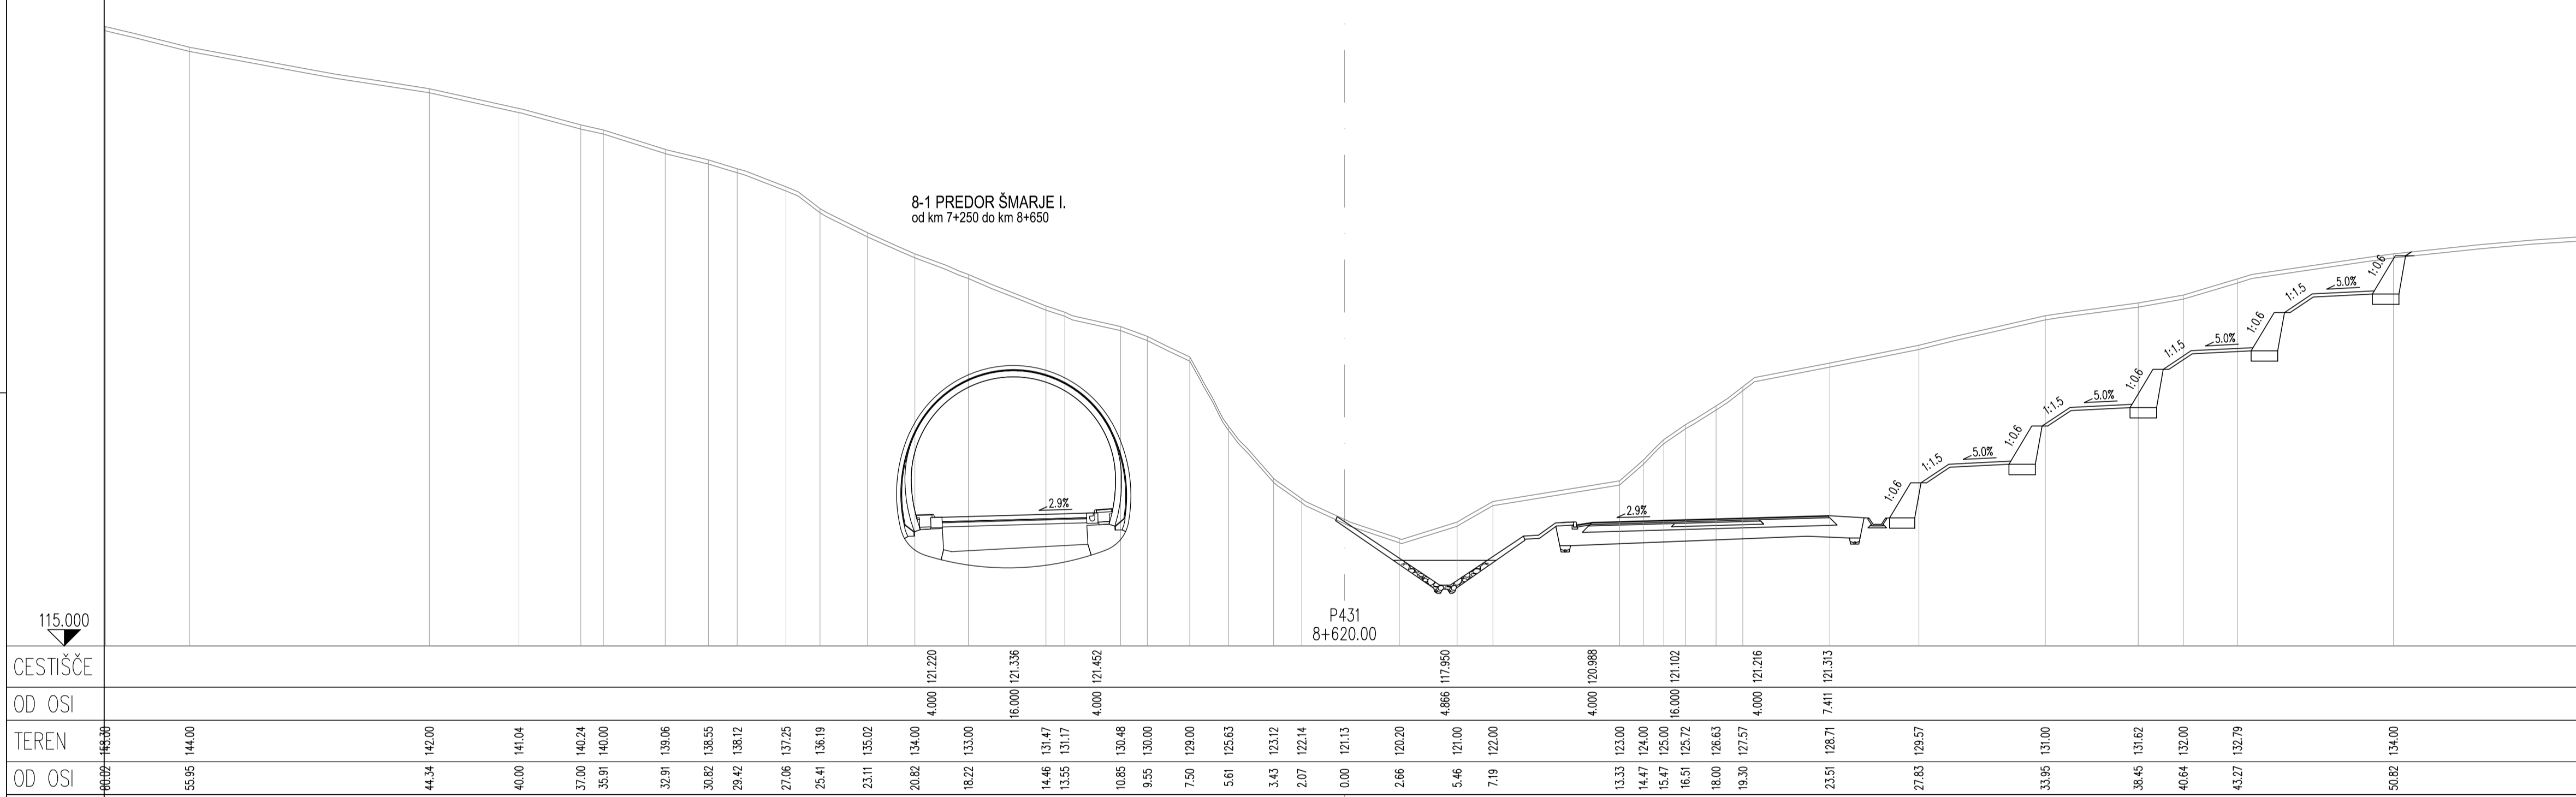 8-1 PREDOR ŠMARJE I.
od km 7+250 do km 8+650
2.9%
2.9%
1:0.6
1:1.5
5.0%
1:0.6
1:1.5
5.0%
1:0.6
1:1.5
5.0%
1:0.6
1:1.5
5.0%
1:0.6
P431
8+620.00
115.000
CESTIŠČE 121.220 121.336 121.452 117.950 120.988 121.102 121.216 121.313
OD OSI 4.000 16.000 4.000 4.866 4.000 16.000 4.000 7.411
TEREN 144.00 142.00 141.04 140.24 140.00 139.06 138.55 138.12 137.25 136.19 135.02 134.00 133.00 131.47 131.17 130.48 130.00 129.00 125.63 123.12 122.14 121.13 120.20 121.00 122.00 123.00 124.00 125.00 125.72 126.63 127.57 128.71 129.57 131.00 131.62 132.00 132.79 134.00
OD OSI 55.95 44.34 40.00 37.00 35.91 32.91 30.82 29.42 27.06 25.41 23.11 20.82 18.22 14.46 13.55 10.85 9.55 7.50 5.61 3.43 2.07 0.00 2.66 5.46 7.19 13.33 14.47 15.47 16.51 18.00 19.30 23.51 27.83 33.95 38.45 40.64 43.27 50.82